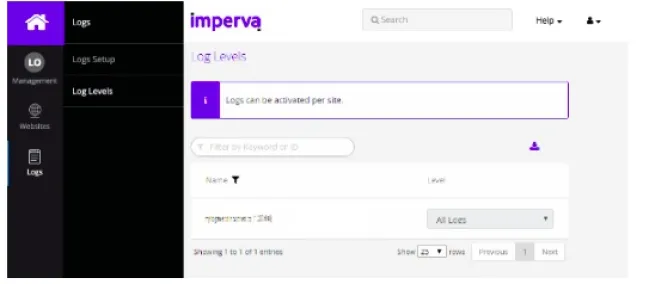 Logs
imperva
Search
Help
LO
Management
Logs Setup
Log Levels
Log Levels
Websites
i
Logs can be activated per site.
Logs
Filter by Keyword or ID
Name
Level
All Logs
Showing 1 to 1 of 1 entries
Show 25 rows
Previous 1 Next